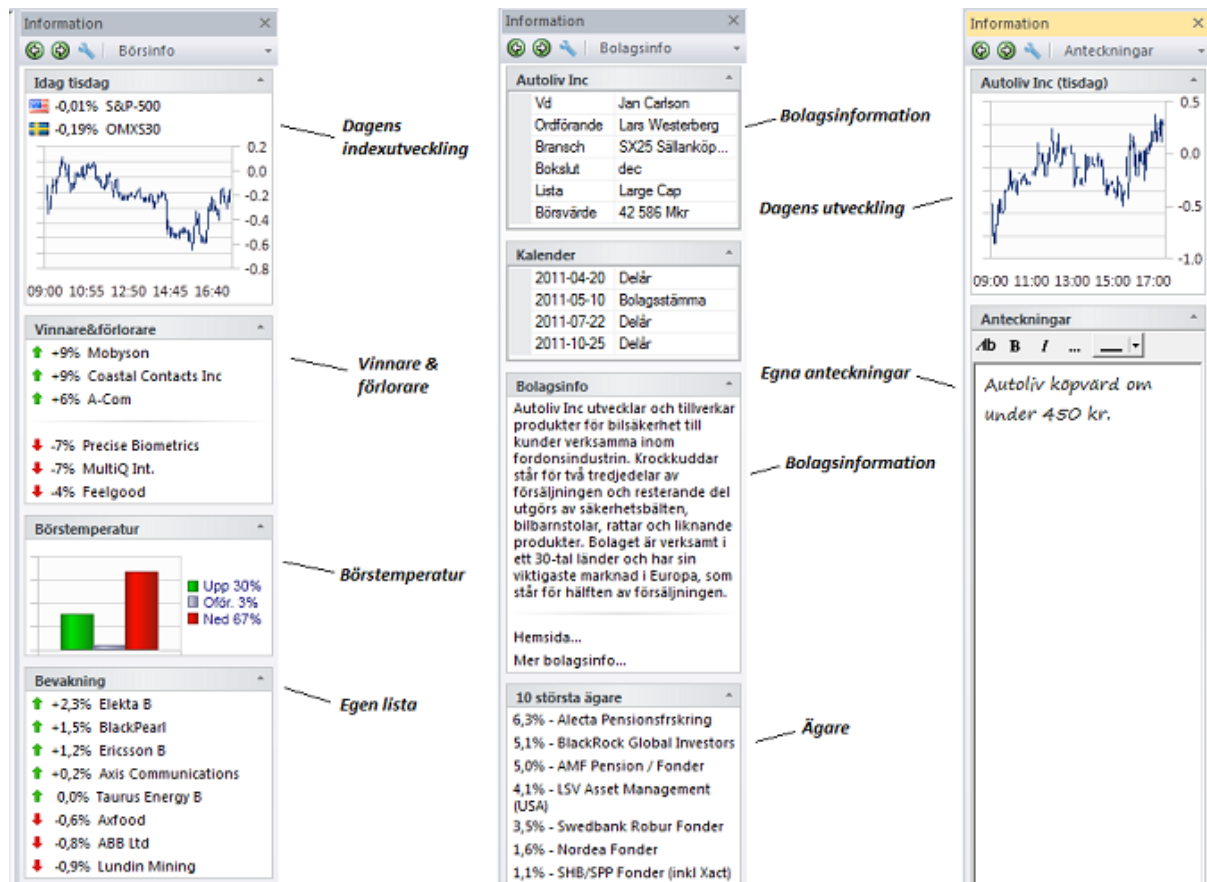 Information
Börsinfo
Idag tisdag
-0,01% S&P-500
-0,19% OMXS30
0.2
0.0
-0.2
-0.4
-0.6
-0.8
09:00 10:55 12:50 14:45 16:40
Vinnare&förlorare
+9% Mobyson
+9% Coastal Contacts Inc
+6% A-Com
-7% Precise Biometrics
-7% MultiQ Int.
-4% Feelgood
Börstemperatur
Upp 30%
Oför. 3%
Ned 67%
Bevakning
+2,3% Elekta B
+1,5% BlackPearl
+1,2% Ericsson B
+0,2% Axis Communications
0,0% Taurus Energy B
-0,6% Axfood
-0,8% ABB Ltd
-0,9% Lundin Mining
Dagens
indexutveckling
Vinnare &
förlorare
Börstemperatur
Egen lista
Information
Bolagsinfo
Autoliv Inc
Vd Jan Carlson
Ordförande Lars Westerberg
Bransch SX25 Sällanköp...
Bokslut dec
Lista Large Cap
Börsvärde 42 586 Mkr
Kalender
2011-04-20 Delår
2011-05-10 Bolagsstämma
2011-07-22 Delår
2011-10-25 Delår
Bolagsinfo
Autoliv Inc utvecklar och tillverkar
produkter för bilsäkerhet till
kunder verksamma inom
fordonsindustrin. Krockkuddar
står för två tredjedelar av
försäljningen och resterande del
utgörs av säkerhetsbälten,
bilbarnstolar, rattar och liknande
produkter. Bolaget är verksamt i
ett 30-tal länder och har sin
viktigaste marknad i Europa, som
står för hälften av försäljningen.
Hemsida...
Mer bolagsinfo...
10 största ägare
6,3% - Alecta Pensionsfrskring
5,1% - BlackRock Global Investors
5,0% - AMF Pension / Fonder
4,1% - LSV Asset Management
(USA)
3,5% - Swedbank Robur Fonder
1,6% - Nordea Fonder
1,1% - SHB/SPP Fonder (inkl Xact)
Bolagsinformation
Dagens utveckling
Egna anteckningar
Bolagsinformation
Ägare
Information
Anteckningar
Autoliv Inc (tisdag)
0.5
0.0
-0.5
-1.0
09:00 11:00 13:00 15:00 17:00
Anteckningar
Ab B I ...
Autoliv köpvärd om
under 450 kr.